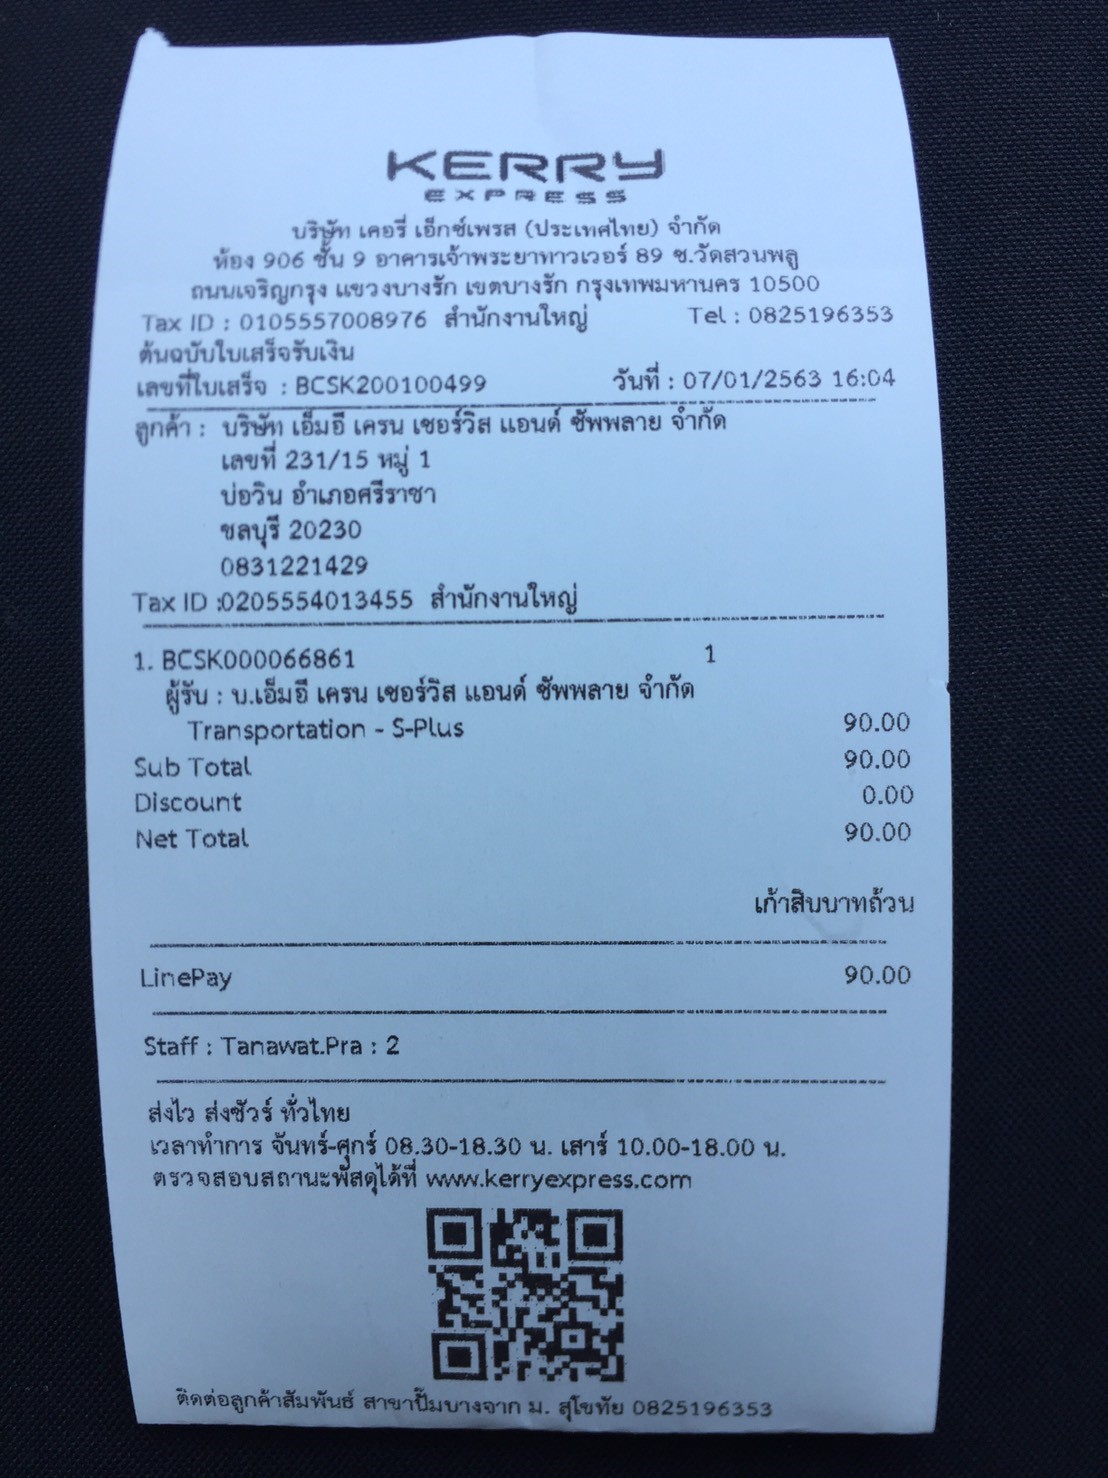 KERRY
EXPRESS
บริษัท เคอรี่ เอ็กซ์เพรส (ประเทศไทย) จำกัด
ห้อง 906 ชั้น 9 อาคารเจ้าพระยาทาวเวอร์ 89 ซ.วัดสวนพลู
ถนนเจริญกรุง แขวงบางรัก เขตบางรัก กรุงเทพมหานคร 10500
Tax ID : 0105557008976 สำนักงานใหญ่ Tel : 0825196353
ต้นฉบับใบเสร็จรับเงิน
เลขที่ใบเสร็จ : BCSK200100499 วันที่ : 07/01/2563 16:04
ลูกค้า : บริษัท เอ็มอี เครน เซอร์วิส แอนด์ ซัพพลาย จำกัด
เลขที่ 231/15 หมู่ 1
บ่อวิน อำเภอศรีราชา
ชลบุรี 20230
0831221429
Tax ID :0205554013455 สำนักงานใหญ่
1. BCSK000066861 1
ผู้รับ : บ.เอ็มอี เครน เซอร์วิส แอนด์ ซัพพลาย จำกัด
Transportation - S-Plus 90.00
Sub Total 90.00
Discount 0.00
Net Total 90.00
เก้าสิบบาทถ้วน
LinePay 90.00
Staff : Tanawat.Pra : 2
ส่งไว ส่งชัวร์ ทั่วไทย
เวลาทำการ จันทร์-ศุกร์ 08.30-18.30 น. เสาร์ 10.00-18.00 น.
ตรวจสอบสถานะพัสดุได้ที่ www.kerryexpress.com
ติดต่อลูกค้าสัมพันธ์ สาขาปั๊มบางจาก ม. สุโขทัย 0825196353